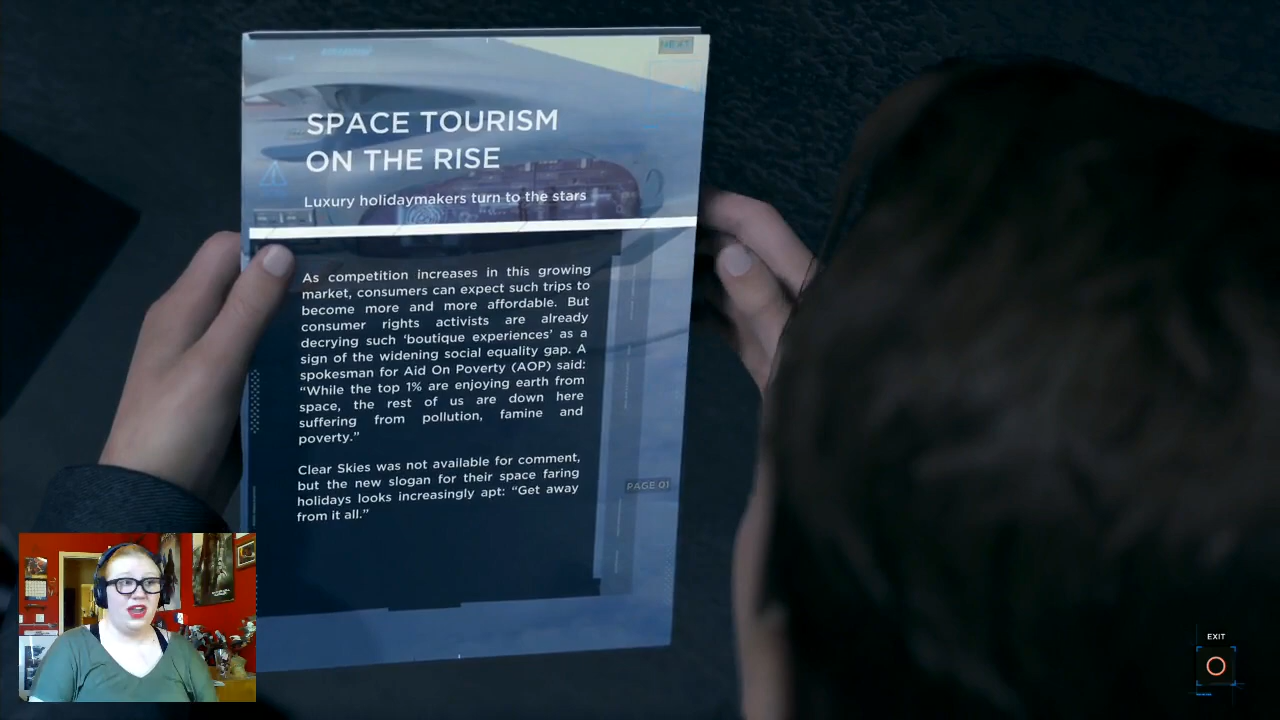 NEXT
SPACE TOURISM
ON THE RISE
Luxury holidaymakers turn to the stars
As competition increases in this growing
market, consumers can expect such trips to
become more and more affordable. But
consumer rights activists are already
decrying such 'boutique experiences' as a
sign of the widening social equality gap. A
spokesman for Aid On Poverty (AOP) said:
“While the top 1% are enjoying earth from
space, the rest of us are down here
suffering from pollution, famine and
poverty.”
Clear Skies was not available for comment,
but the new slogan for their space faring
holidays looks increasingly apt: “Get away
from it all.”
PAGE 01
EXIT